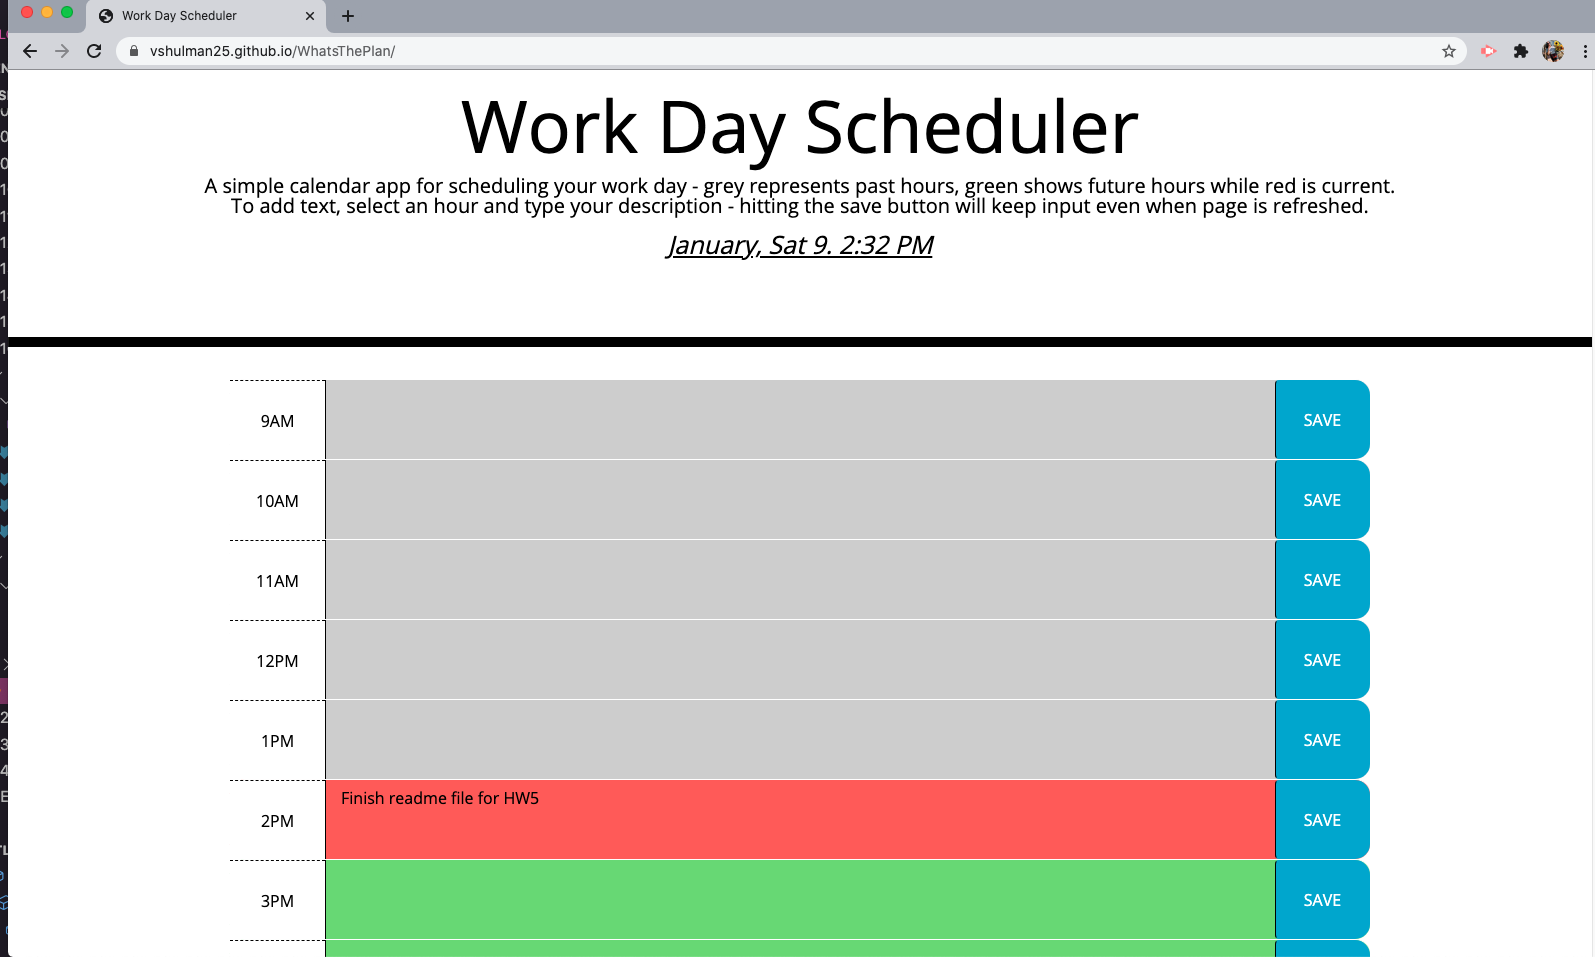 Work Day Scheduler
vshulman25.github.io/WhatsThePlan/
Work Day Scheduler
A simple calendar app for scheduling your work day - grey represents past hours, green shows future hours while red is current.
To add text, select an hour and type your description - hitting the save button will keep input even when page is refreshed.
January, Sat 9. 2:32 PM
9AM SAVE
10AM SAVE
11AM SAVE
12PM SAVE
1PM SAVE
Finish readme file for HW5
2PM SAVE
3PM SAVE